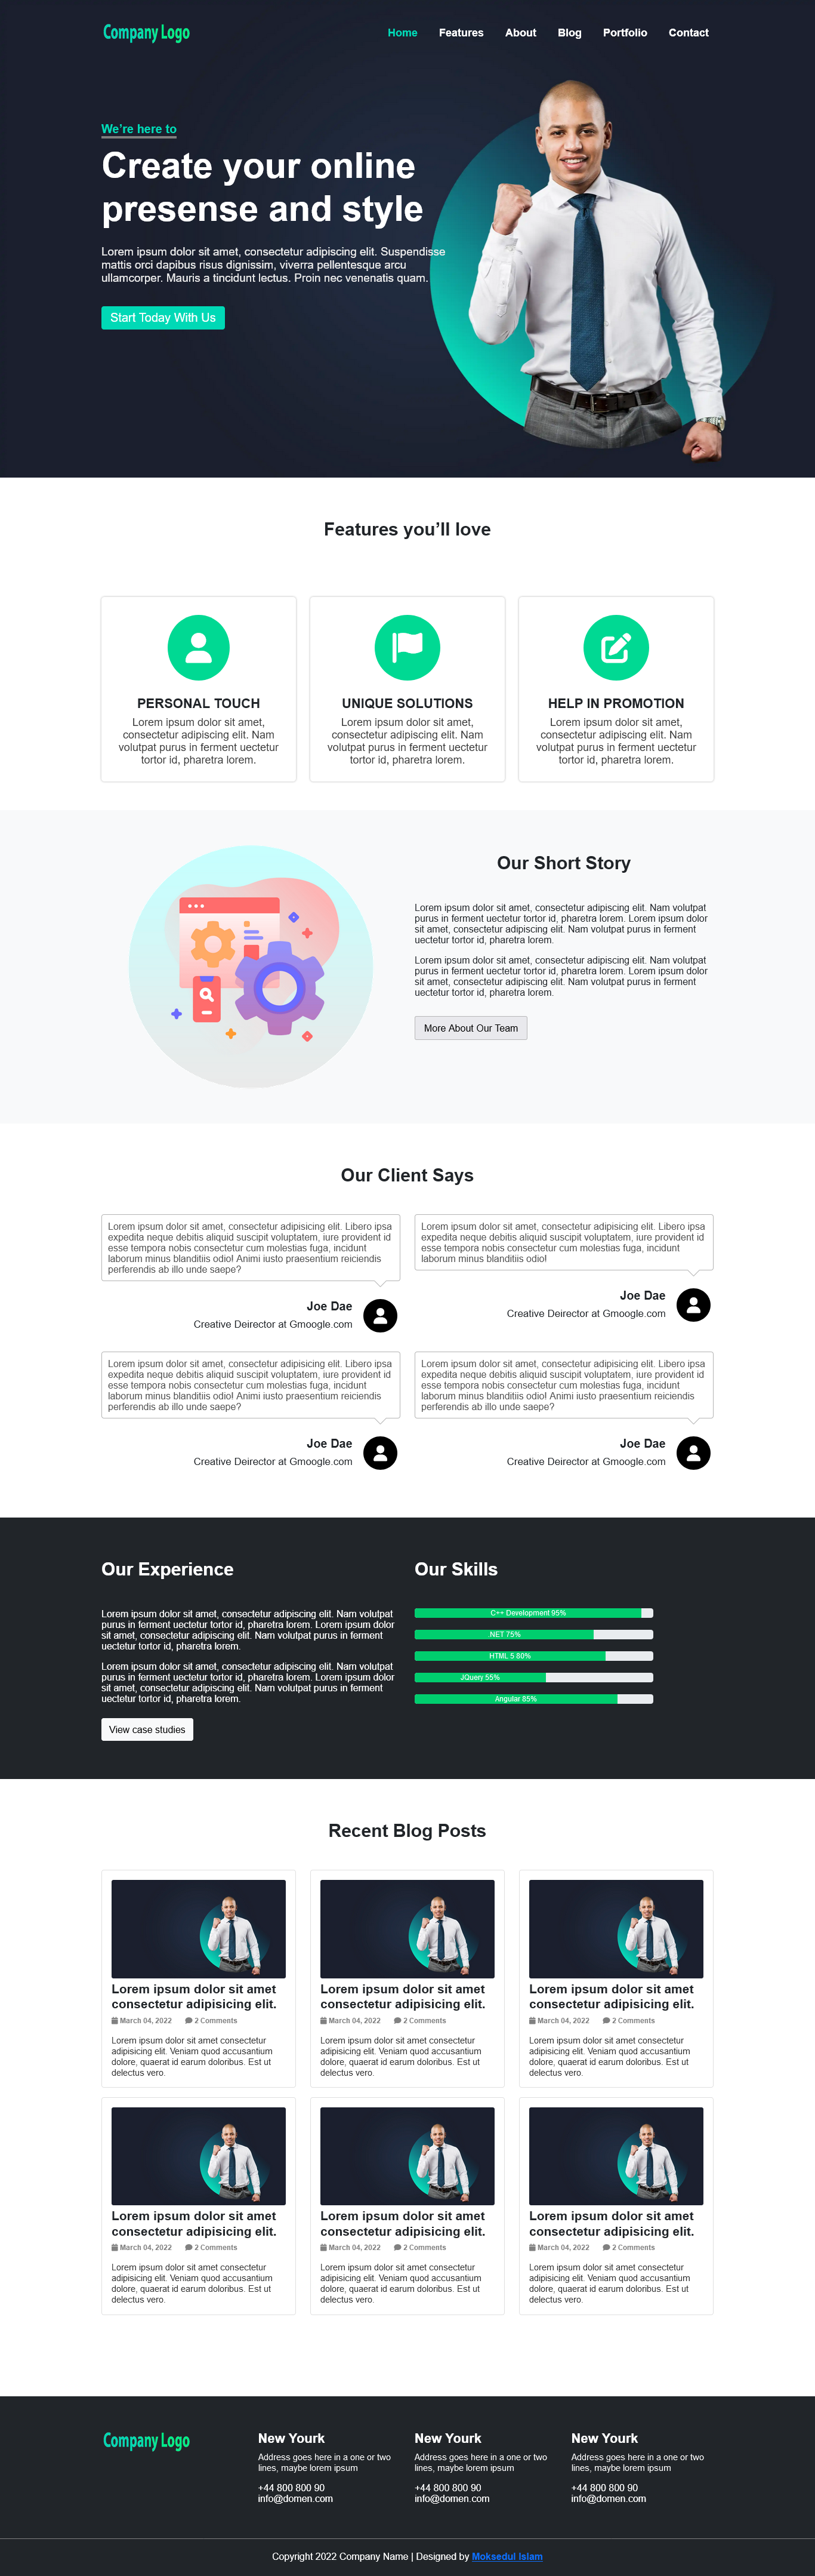 Company Logo
Home Features About Blog Portfolio Contact
We're here to
Create your online
presense and style
Lorem ipsum dolor sit amet, consectetur adipiscing elit. Suspendisse
mattis orci dapibus risus dignissim, viverra pellentesque arcu
ullamcorper. Mauris a tincidunt lectus. Proin nec venenatis quam.
Start Today With Us
Features you'll love
PERSONAL TOUCH
Lorem ipsum dolor sit amet,
consectetur adipiscing elit. Nam
volutpat purus in ferment uectetur
tortor id, pharetra lorem.
UNIQUE SOLUTIONS
Lorem ipsum dolor sit amet,
consectetur adipiscing elit. Nam
volutpat purus in ferment uectetur
tortor id, pharetra lorem.
HELP IN PROMOTION
Lorem ipsum dolor sit amet,
consectetur adipiscing elit. Nam
volutpat purus in ferment uectetur
tortor id, pharetra lorem.
Our Short Story
Lorem ipsum dolor sit amet, consectetur adipiscing elit. Nam volutpat
purus in ferment uectetur tortor id, pharetra lorem. Lorem ipsum dolor
sit amet, consectetur adipiscing elit. Nam volutpat purus in ferment
uectetur tortor id, pharetra lorem.
Lorem ipsum dolor sit amet, consectetur adipiscing elit. Nam volutpat
purus in ferment uectetur tortor id, pharetra lorem. Lorem ipsum dolor
sit amet, consectetur adipiscing elit. Nam volutpat purus in ferment
uectetur tortor id, pharetra lorem.
More About Our Team
Our Client Says
Lorem ipsum dolor sit amet, consectetur adipisicing elit. Libero ipsa
expedita neque debitis aliquid suscipit voluptatem, iure provident id
esse tempora nobis consectetur cum molestias fuga, incidunt
laborum minus blanditiis odio! Animi iusto praesentium reiciendis
perferendis ab illo unde saepe?
Joe Dae
Creative Deirector at Gmoogle.com
Lorem ipsum dolor sit amet, consectetur adipisicing elit. Libero ipsa
expedita neque debitis aliquid suscipit voluptatem, iure provident id
esse tempora nobis consectetur cum molestias fuga, incidunt
laborum minus blanditiis odio!
Joe Dae
Creative Deirector at Gmoogle.com
Lorem ipsum dolor sit amet, consectetur adipisicing elit. Libero ipsa
expedita neque debitis aliquid suscipit voluptatem, iure provident id
esse tempora nobis consectetur cum molestias fuga, incidunt
laborum minus blanditiis odio! Animi iusto praesentium reiciendis
perferendis ab illo unde saepe?
Joe Dae
Creative Deirector at Gmoogle.com
Lorem ipsum dolor sit amet, consectetur adipisicing elit. Libero ipsa
expedita neque debitis aliquid suscipit voluptatem, iure provident id
esse tempora nobis consectetur cum molestias fuga, incidunt
laborum minus blanditiis odio! Animi iusto praesentium reiciendis
perferendis ab illo unde saepe?
Joe Dae
Creative Deirector at Gmoogle.com
Our Experience
Lorem ipsum dolor sit amet, consectetur adipiscing elit. Nam volutpat
purus in ferment uectetur tortor id, pharetra lorem. Lorem ipsum dolor
sit amet, consectetur adipiscing elit. Nam volutpat purus in ferment
uectetur tortor id, pharetra lorem.
Lorem ipsum dolor sit amet, consectetur adipiscing elit. Nam volutpat
purus in ferment uectetur tortor id, pharetra lorem. Lorem ipsum dolor
sit amet, consectetur adipiscing elit. Nam volutpat purus in ferment
uectetur tortor id, pharetra lorem.
View case studies
Our Skills
C++ Development 95%
.NET 75%
HTML 5 80%
JQuery 55%
Angular 85%
Recent Blog Posts
Lorem ipsum dolor sit amet
consectetur adipisicing elit.
March 04, 2022 2 Comments
Lorem ipsum dolor sit amet consectetur
adipisicing elit. Veniam quod accusantium
dolore, quaerat id earum doloribus. Est ut
delectus vero.
Lorem ipsum dolor sit amet
consectetur adipisicing elit.
March 04, 2022 2 Comments
Lorem ipsum dolor sit amet consectetur
adipisicing elit. Veniam quod accusantium
dolore, quaerat id earum doloribus. Est ut
delectus vero.
Lorem ipsum dolor sit amet
consectetur adipisicing elit.
March 04, 2022 2 Comments
Lorem ipsum dolor sit amet consectetur
adipisicing elit. Veniam quod accusantium
dolore, quaerat id earum doloribus. Est ut
delectus vero.
Lorem ipsum dolor sit amet
consectetur adipisicing elit.
March 04, 2022 2 Comments
Lorem ipsum dolor sit amet consectetur
adipisicing elit. Veniam quod accusantium
dolore, quaerat id earum doloribus. Est ut
delectus vero.
Lorem ipsum dolor sit amet
consectetur adipisicing elit.
March 04, 2022 2 Comments
Lorem ipsum dolor sit amet consectetur
adipisicing elit. Veniam quod accusantium
dolore, quaerat id earum doloribus. Est ut
delectus vero.
Lorem ipsum dolor sit amet
consectetur adipisicing elit.
March 04, 2022 2 Comments
Lorem ipsum dolor sit amet consectetur
adipisicing elit. Veniam quod accusantium
dolore, quaerat id earum doloribus. Est ut
delectus vero.
Company Logo
New Yourk
Address goes here in a one or two
lines, maybe lorem ipsum
+44 800 800 90
info@domen.com
New Yourk
Address goes here in a one or two
lines, maybe lorem ipsum
+44 800 800 90
info@domen.com
New Yourk
Address goes here in a one or two
lines, maybe lorem ipsum
+44 800 800 90
info@domen.com
Copyright 2022 Company Name | Designed by Moksedul Islam